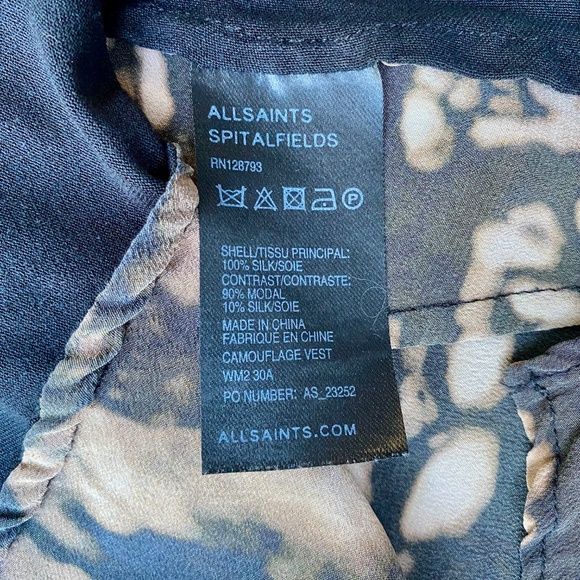 ALLSAINTS
SPITALFIELDS
RN128793
P
SHELL/TISSU PRINCIPAL:
100% SILK/SOIE
CONTRAST/CONTRASTE:
90% MODAL
10% SILK/SOIE
MADE IN CHINA
FABRIQUÉ EN CHINE
CAMOUFLAGE VEST
WM2 30A
PO NUMBER: AS_23252
ALLSAINTS.COM